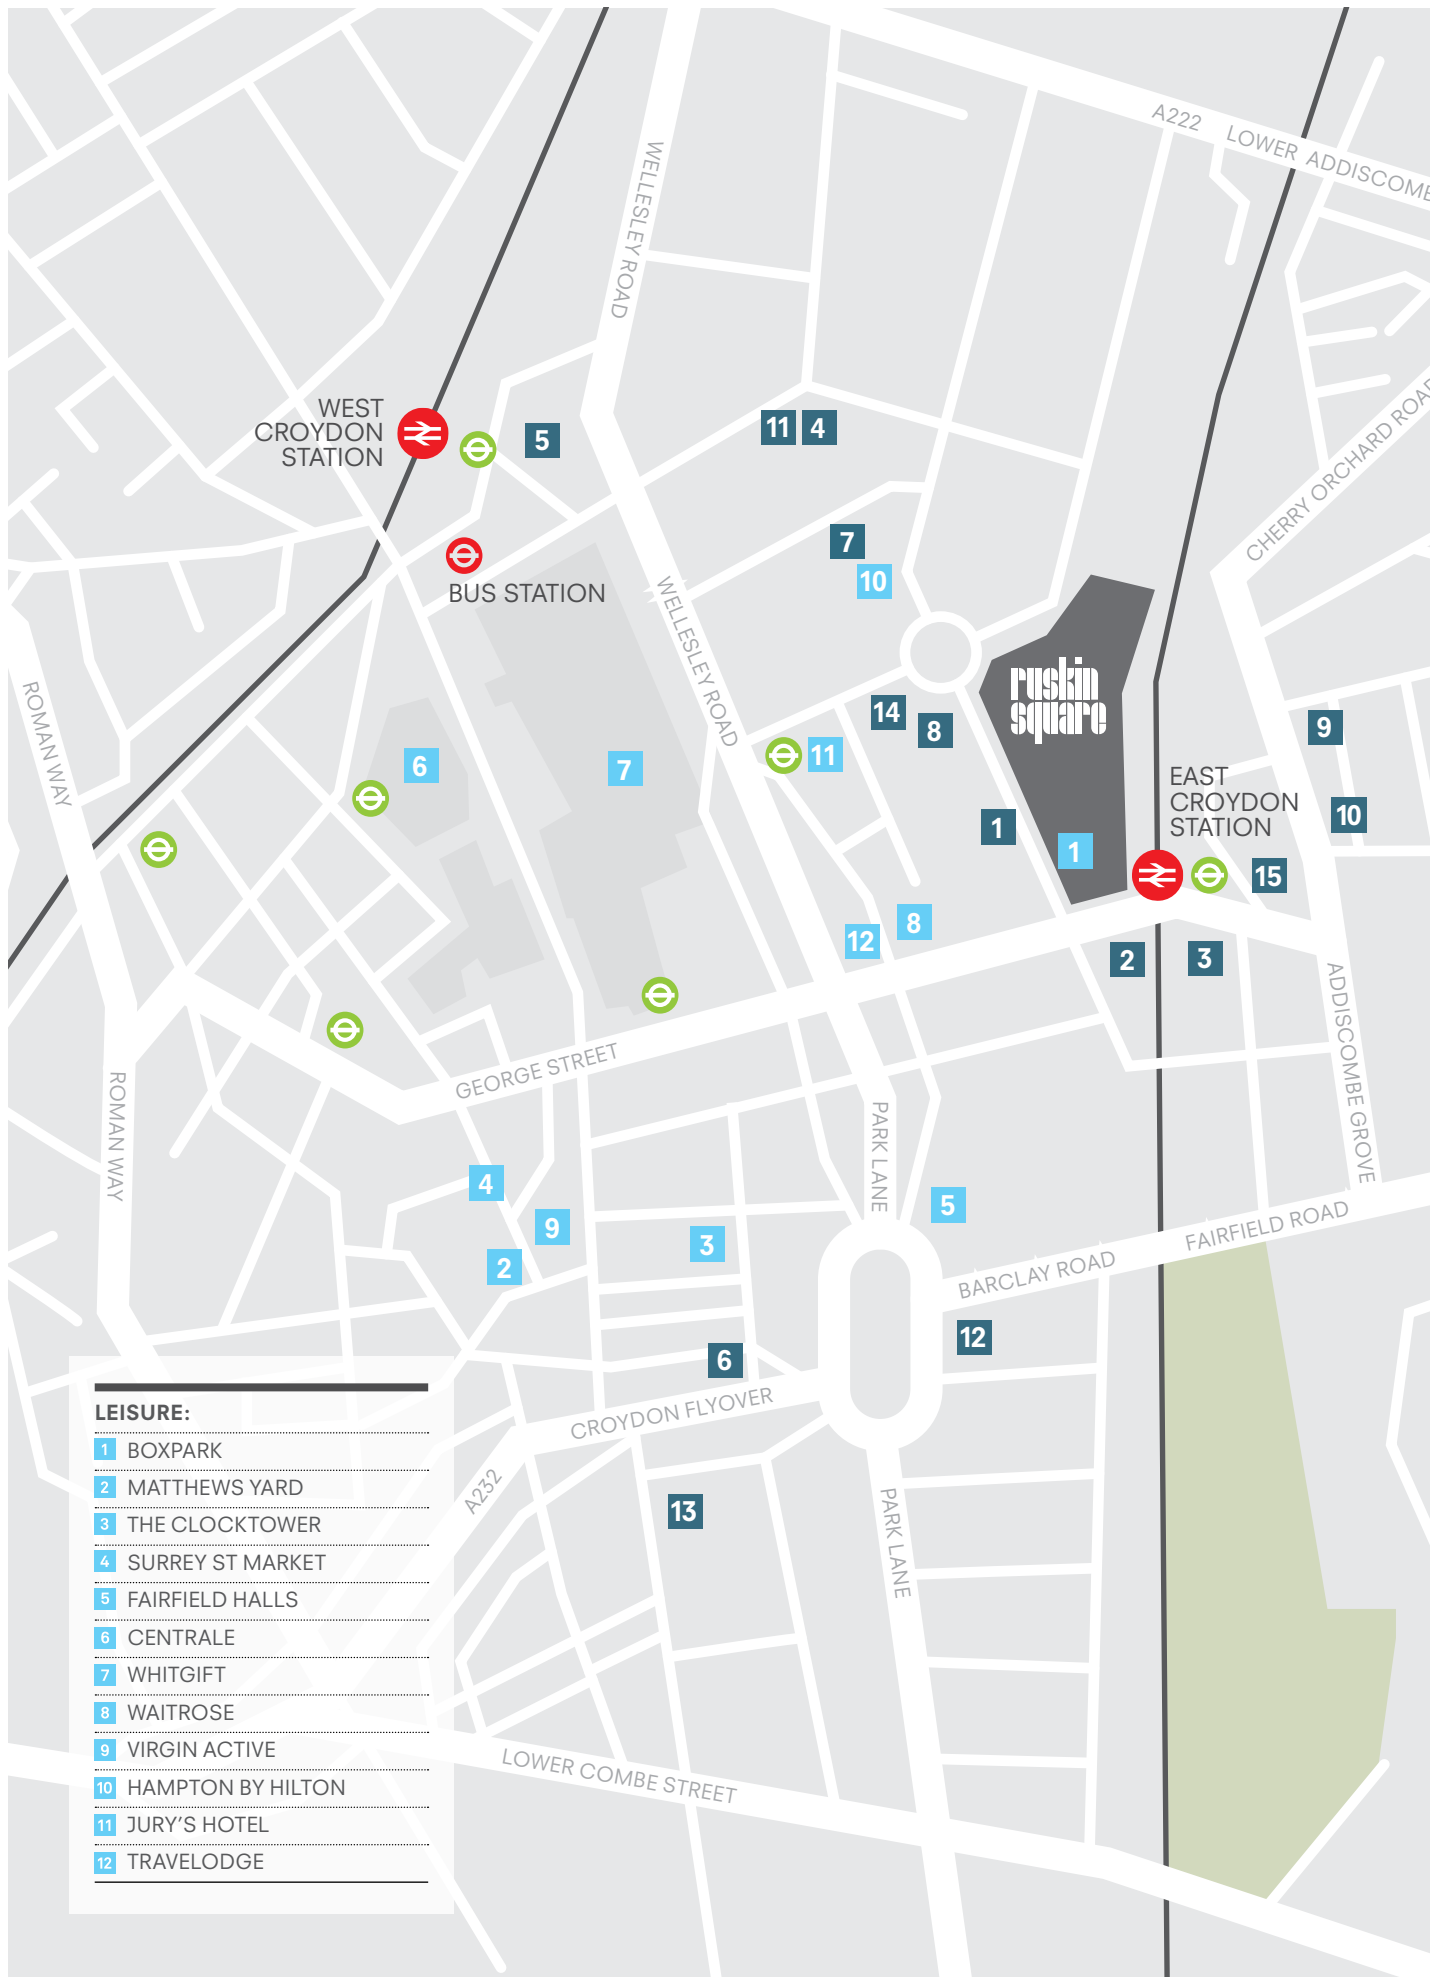 A222 LOWER ADDISCOMBE
WELLESLEY ROAD
WEST
CROYDON
STATION
5
11 4
CHERRY ORCHARD ROAD
7
10
BUS STATION
WELLESLEY ROAD
ruskin
square
ROMAN WAY
14
8
9
6
7
11
EAST
CROYDON
STATION
10
1
1
15
8
12
2
3
ADDISCOMBE GROVE
GEORGE STREET
ROMAN WAY
PARK LANE
4
5
9
3
2
FAIRFIELD ROAD
BARCLAY ROAD
12
6
CROYDON FLYOVER
A232
13
PARK LANE
LOWER COMBE STREET
LEISURE:
1 BOXPARK
2 MATTHEWS YARD
3 THE CLOCKTOWER
4 SURREY ST MARKET
5 FAIRFIELD HALLS
6 CENTRALE
7 WHITGIFT
8 WAITROSE
9 VIRGIN ACTIVE
10 HAMPTON BY HILTON
11 JURY’S HOTEL
12 TRAVELODGE